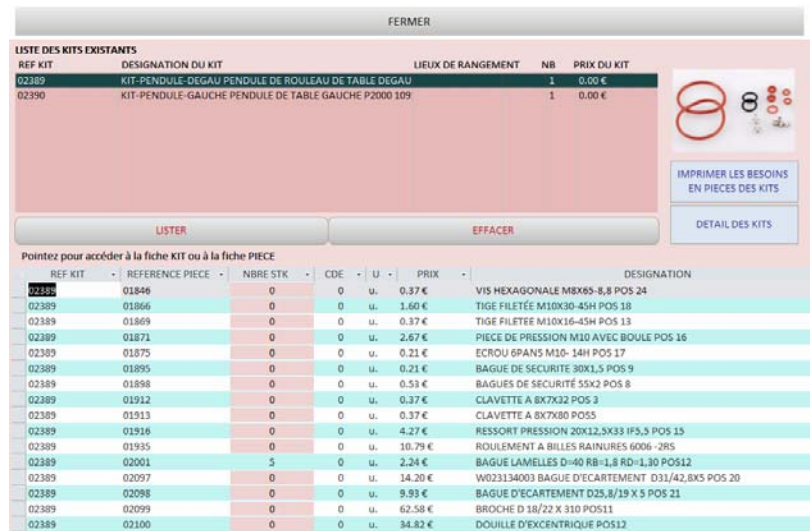 FERMER
LISTE DES KITS EXISTANTS
REF KIT DESIGNATION DU KIT LIEUX DE RANGEMENT NB PRIX DU KIT
02389 KIT-PENDULE-DEGAU PENDULE DE ROULEAU DE TABLE DEGAU 1 0.00 €
02390 KIT-PENDULE-GAUCHE PENDULE DE TABLE GAUCHE P2000 109 1 0.00 €
IMPRIMER LES BESOINS
EN PIECES DES KITS
DETAIL DES KITS
LISTER EFFACER
Pointez pour accéder à la fiche KIT ou à la fiche PIECE
REF KIT REFERENCE PIECE NBRE STK CDE U PRIX DESIGNATION
02389 01846 0 0 u. 0.37 € VIS HEXAGONALE M8X65-8,8 POS 24
02389 01866 0 0 u. 1.60 € TIGE FILETÉE M10X30-45H POS 18
02389 01869 0 0 u. 0.37 € TIGE FILETEE M10X16-45H POS 13
02389 01871 0 0 u. 2.67 € PIECE DE PRESSION M10 AVEC BOULE POS 16
02389 01875 0 0 u. 0.21 € ECROU 6PANS M10- 14H POS 17
02389 01895 0 0 u. 0.21 € BAGUE DE SECURITE 30X1,5 POS 9
02389 01898 0 0 u. 0.53 € BAGUES DE SECURITÉ 55X2 POS 8
02389 01912 0 0 u. 0.37 € CLAVETTE A 8X7X32 POS 3
02389 01913 0 0 u. 0.37 € CLAVETTE A 8X7X80 POS5
02389 01916 0 0 u. 4.27 € RESSORT PRESSION 20X12,5X33 IF5,5 POS 15
02389 01935 0 0 u. 10.79 € ROULEMENT A BILLES RAINURES 6006 -2RS
02389 02001 5 0 u. 2.24 € BAGUE LAMELLES D=40 RB=1,8 RD=1,30 POS12
02389 02097 0 0 u. 14.20 € W023134003 BAGUE D'ECARTEMENT D31/42,8X5 POS 20
02389 02098 0 0 u. 9.93 € BAGUE D'ECARTEMENT D25,8/19 X 5 POS 21
02389 02099 0 0 u. 62.58 € BROCHE D 18/22 X 310 POS11
02389 02100 0 0 u. 34.82 € DOUILLE D'EXCENTRIQUE POS12